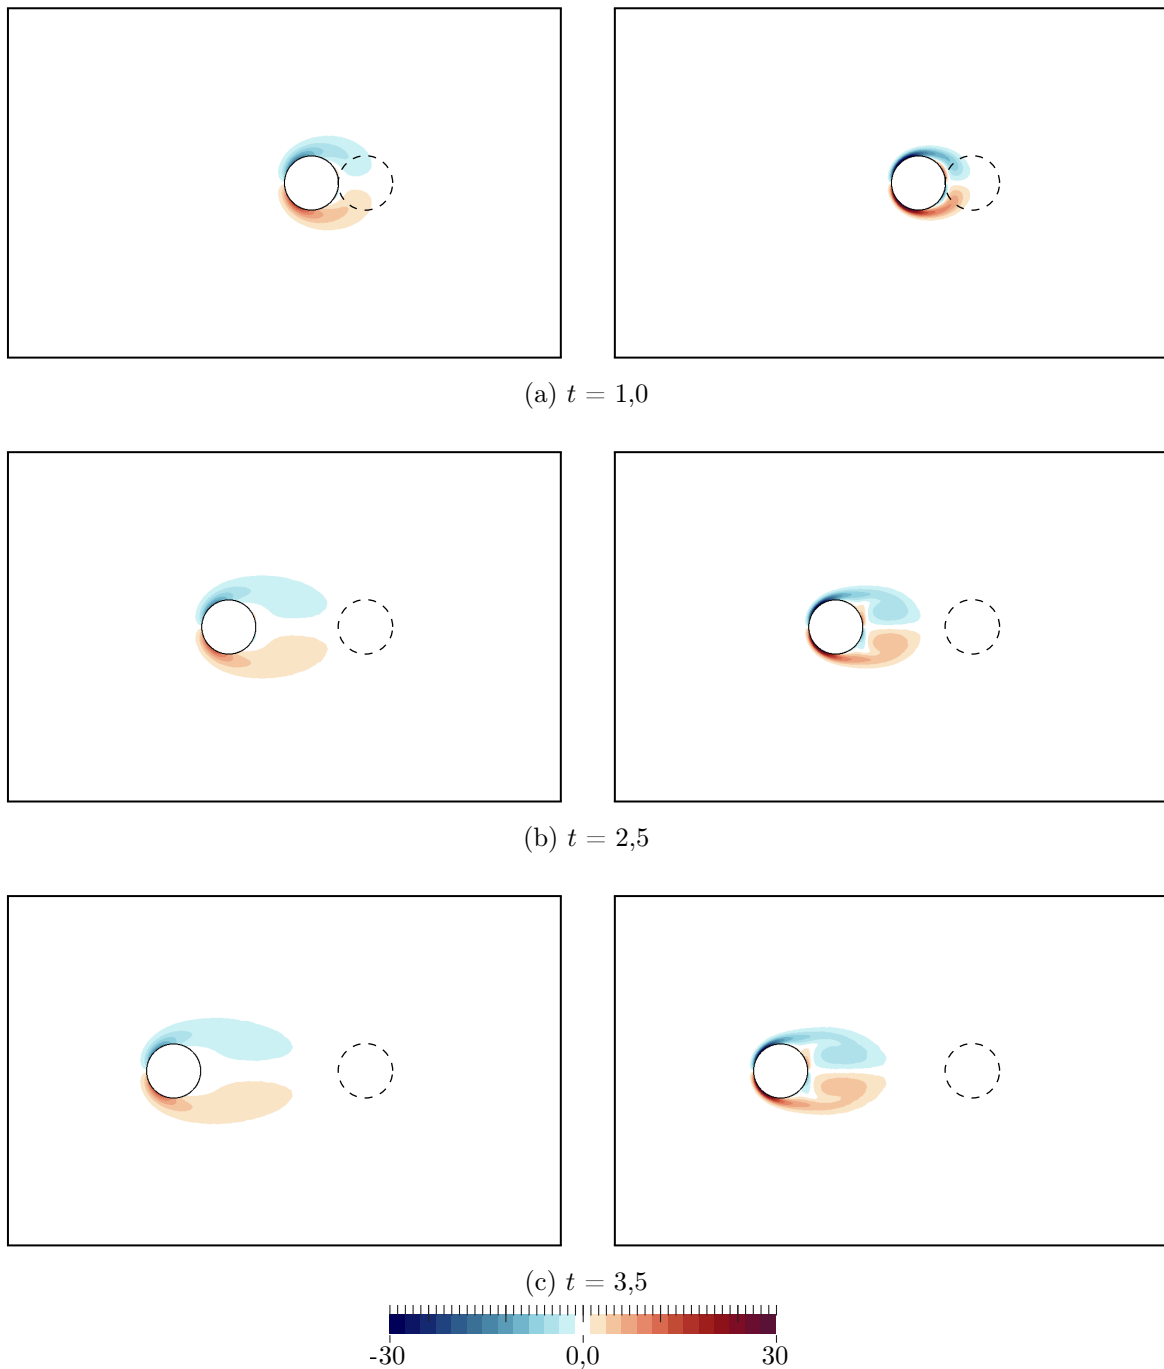 (a) t = 1,0
(b) t = 2,5
(c) t = 3,5
-30 0,0 30